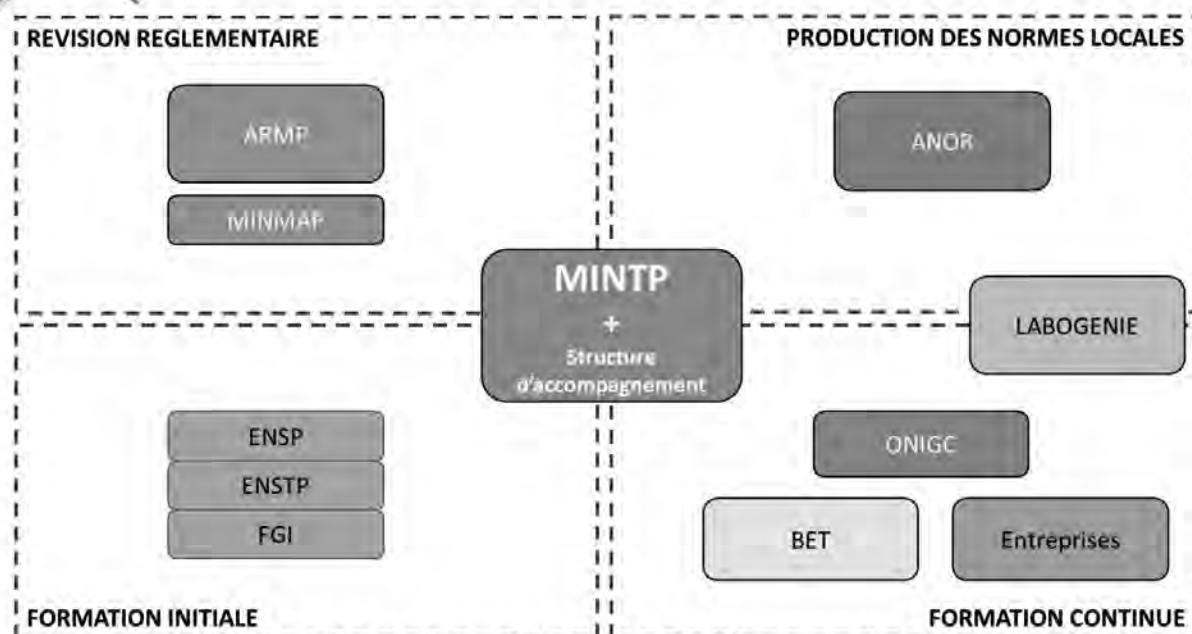 REVISION REGLEMENTAIRE
PRODUCTION DES NORMES LOCALES
ARMP
MINMAP
ANOR
MINTP
+
Structure
d'accompagnement
LABOGENIE
ENSP
ENSTP
FGI
ONIGC
BET
Entreprises
FORMATION INITIALE
FORMATION CONTINUE